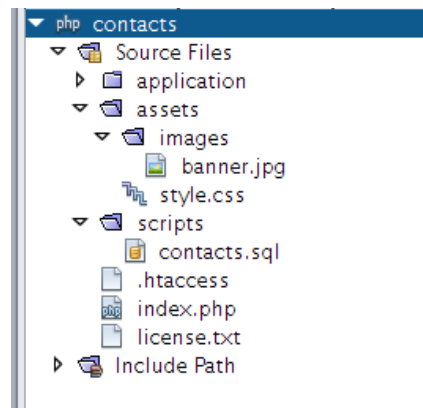 php contacts
Source Files
application
assets
images
banner.jpg
style.css
scripts
contacts.sql
.htaccess
php index.php
license.txt
Include Path